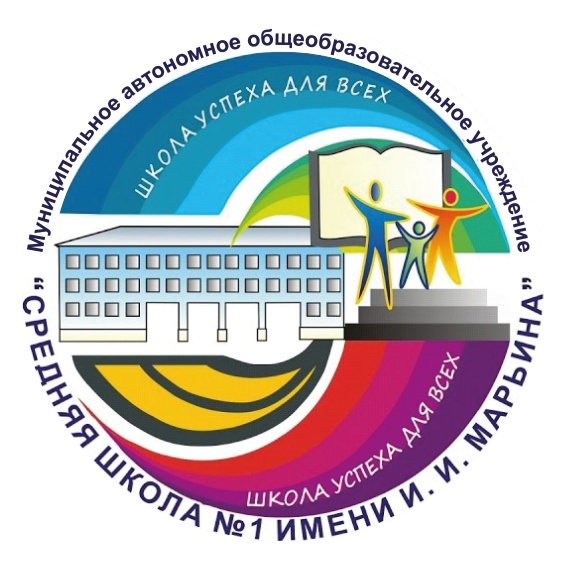 Муниципальное автономное общеобразовательное учреждение
ШКОЛА УСПЕХА ДЛЯ ВСЕХ
ШКОЛА УСПЕХА ДЛЯ ВСЕХ
"СРЕДНЯЯ ШКОЛА №1 ИМЕНИ И. И. МАРЬИНА"